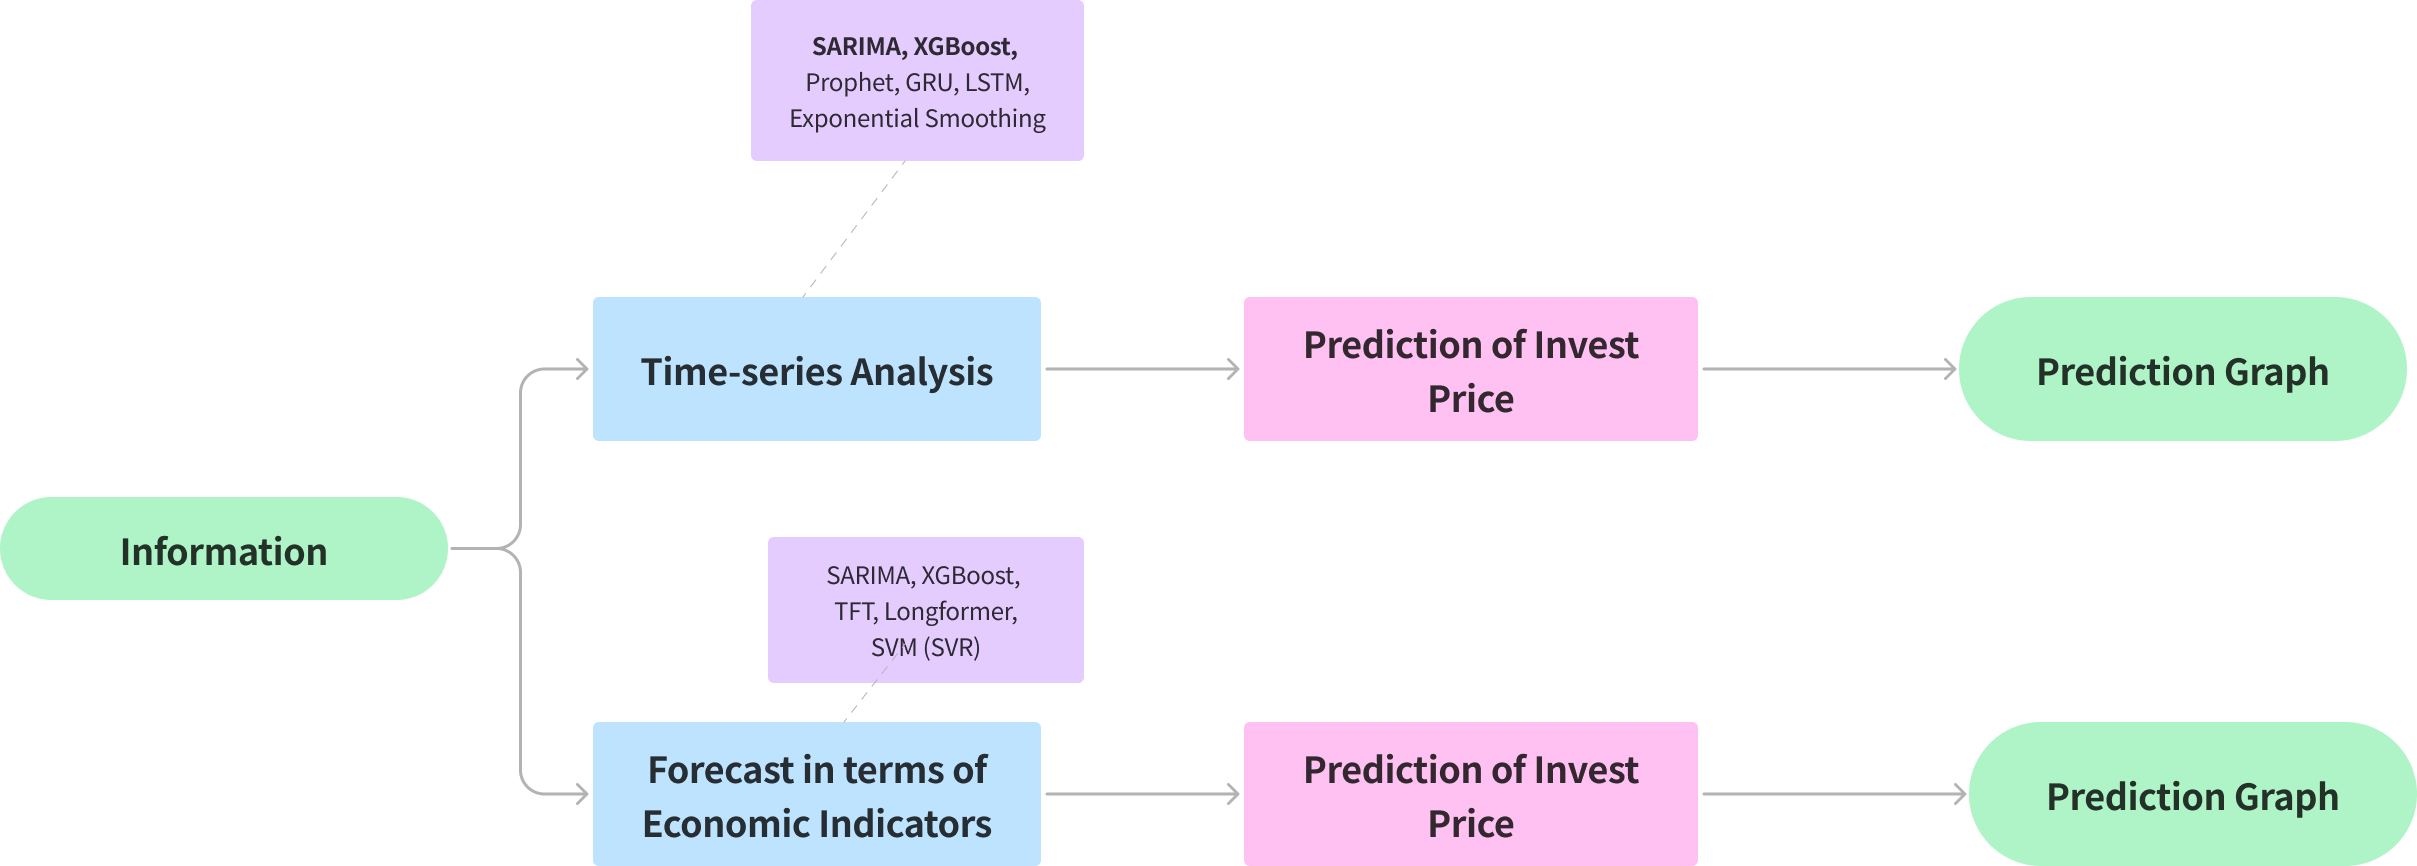 SARIMA, XGBoost,
Prophet, GRU, LSTM,
Exponential Smoothing
Time-series Analysis
Prediction of Invest
Price
Prediction Graph
Information
SARIMA, XGBoost,
TFT, Longformer,
SVM (SVR)
Forecast in terms of
Economic Indicators
Prediction of Invest
Price
Prediction Graph